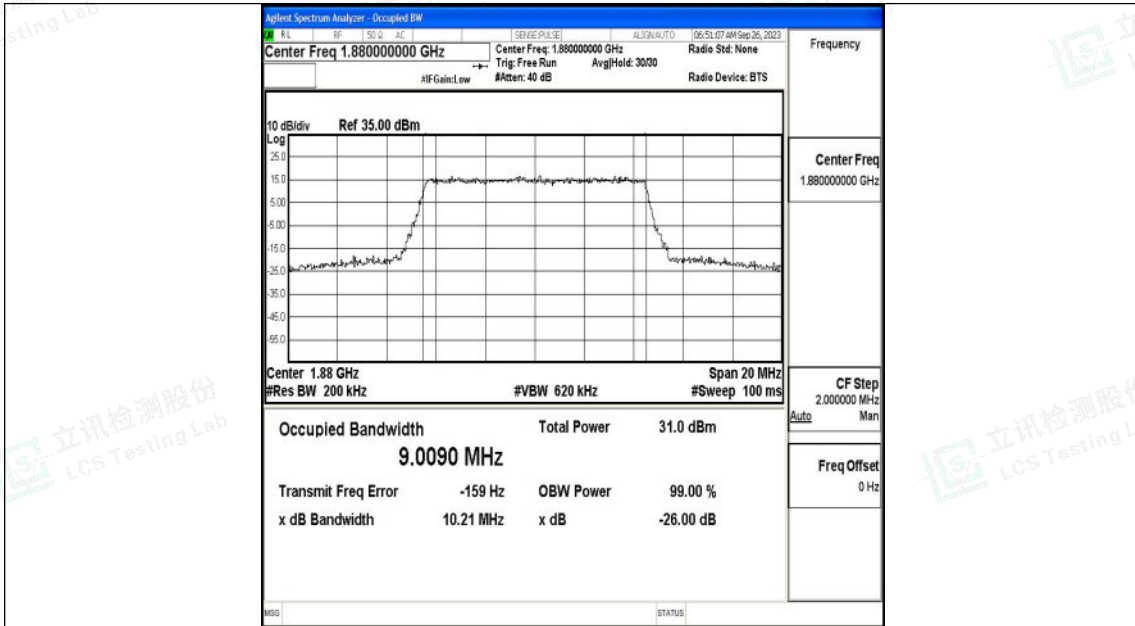 Agilent Spectrum Analyzer - Occupied BW
RL RF 50 Ω AC SENSE:PULSE ALIGNAUTO 06:51:07 AM Sep 26, 2023
Center Freq 1.880000000 GHz
Center Freq: 1.880000000 GHz
Radio Std: None
Trig: Free Run Avg|Hold: 30/30
#IFGain:Low #Atten: 40 dB Radio Device: BTS
Frequency
10 dB/div Ref 35.00 dBm
Log
25.0
15.0
5.00
-5.00
-15.0
-25.0
-35.0
-45.0
-55.0
Center 1.88 GHz Span 20 MHz
#Res BW 200 kHz #VBW 620 kHz #Sweep 100 ms
Occupied Bandwidth Total Power 31.0 dBm
9.0090 MHz
Transmit Freq Error -159 Hz OBW Power 99.00 %
x dB Bandwidth 10.21 MHz x dB -26.00 dB
Center Freq
1.880000000 GHz
CF Step
2.000000 MHz
Auto Man
Freq Offset
0 Hz
MSG STATUS
立讯检测股份
LCS Testing Lab
立讯检测股份
LCS Testing L
sting Lab